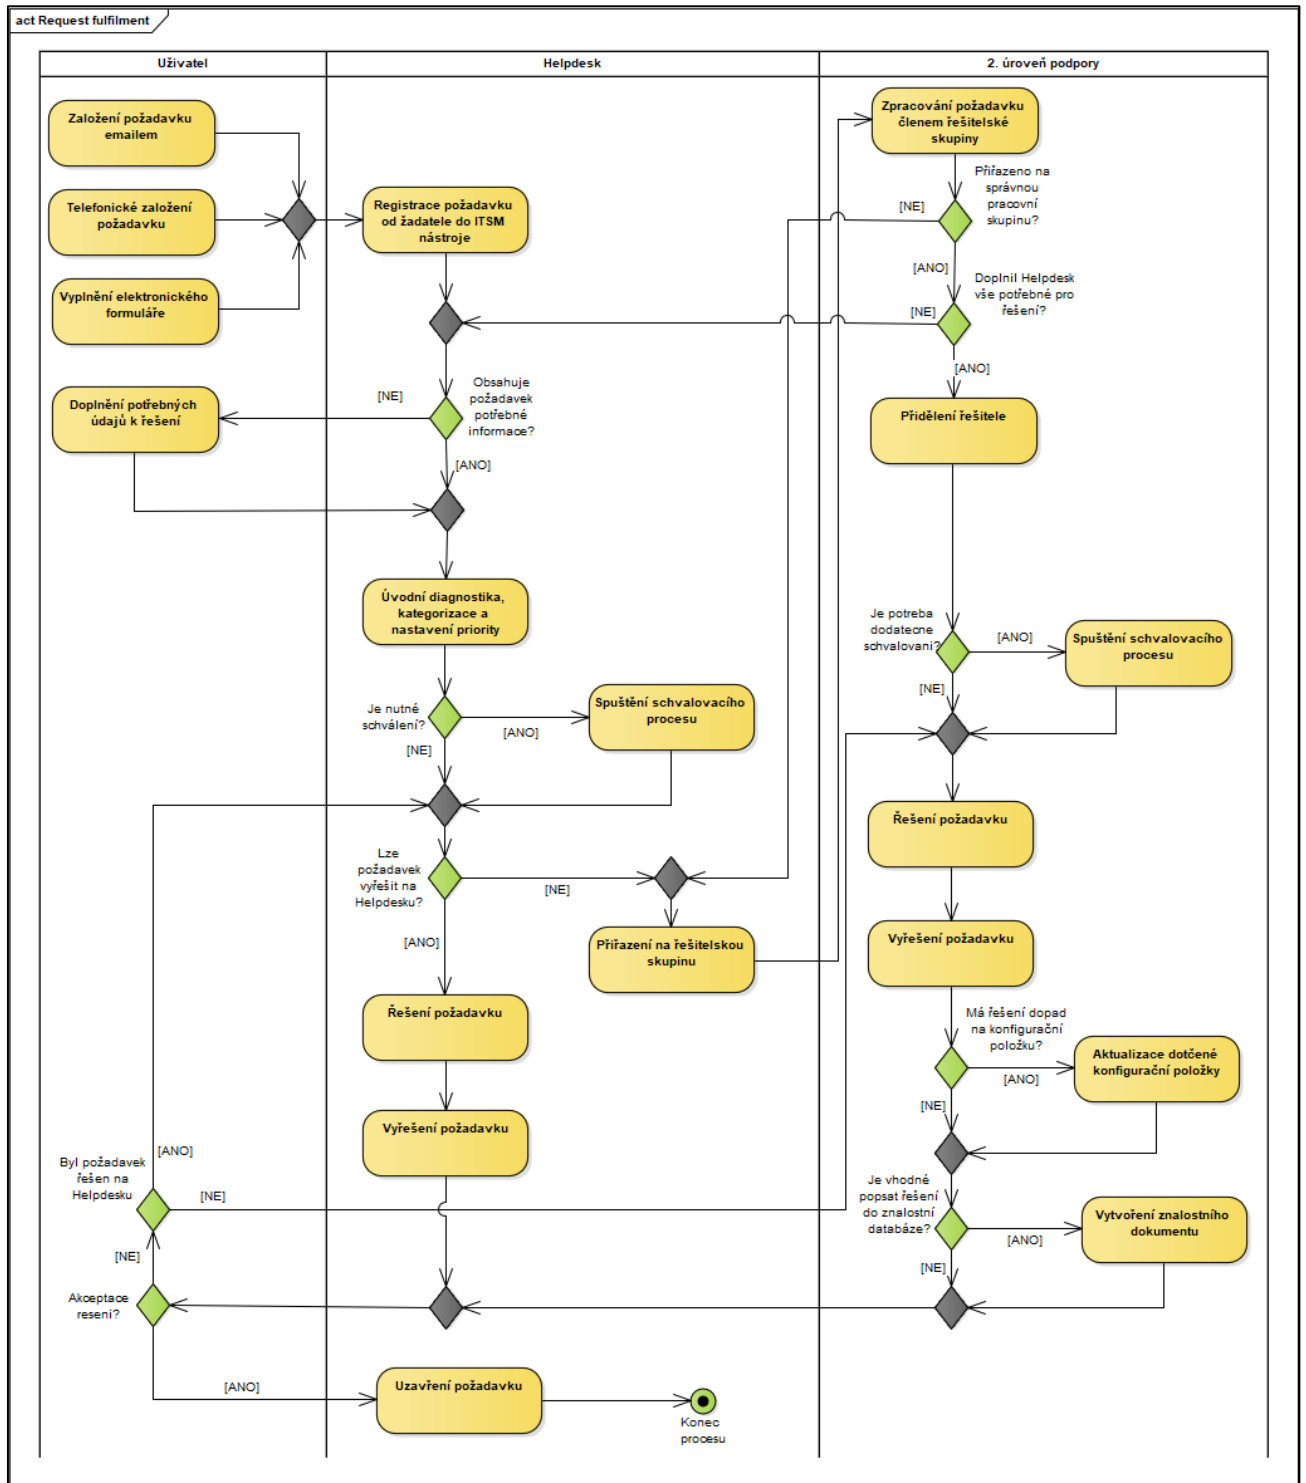 act Request fulfilment
Uživatel
Helpdesk
2. úroveň podpory
Založení požadavku
emailem
Telefonické založení
požadavku
Vyplnění elektronického
formuláře
Registrace požadavku
od žadatele do ITSM
nástroje
Zpracování požadavku
členem řešitelské
skupiny
Přiřazeno na
správnou
pracovní
skupinu?
[NE]
[ANO]
Doplnil Helpdesk
vše potřebné pro
řešení?
[NE]
[ANO]
Obsahuje
požadavek
potřebné
informace?
[NE]
[ANO]
Doplnění potřebných
údajů k řešení
Přidělení řešitele
Úvodní diagnostika,
kategorizace a
nastavení priority
Je potreba
dodatecne
schvalovani?
[ANO]
[NE]
Spuštění schvalovacího
procesu
Je nutné
schválení?
[ANO]
[NE]
Spuštění schvalovacího
procesu
Lze
požadavek
vyřešit na
Helpdesku?
[NE]
[ANO]
Přiřazení na řešitelskou
skupinu
Řešení požadavku
Vyřešení požadavku
Řešení požadavku
Vyřešení požadavku
Má řešení dopad
na konfigurační
položku?
[ANO]
[NE]
Aktualizace dotčené
konfigurační položky
Je vhodné
popsat řešení
do znalostní
databáze?
[ANO]
[NE]
Vytvoření znalostního
dokumentu
Byl požadavek
řešen na
Helpdesku
[ANO]
[NE]
[NE]
Akceptace
reseni?
[ANO]
Uzavření požadavku
Konec
procesu